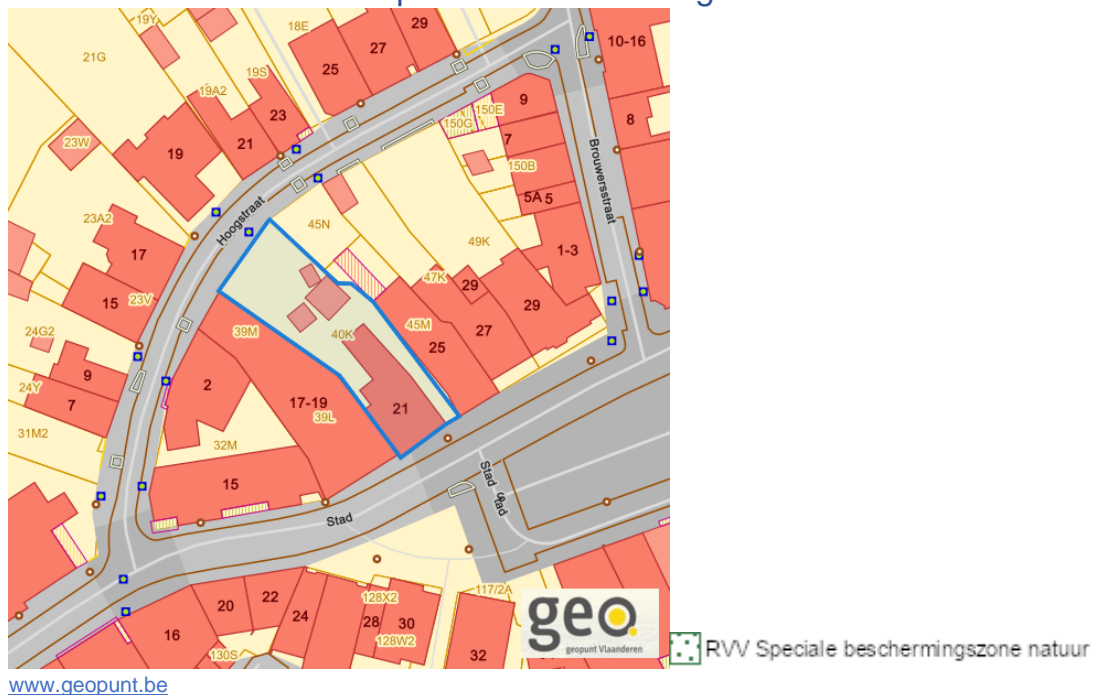 29
19Y
18E
27
10-16
21G
25
19S
19A2
23
9
150E
150G
8
23W
19
21
7
150B
Brouwersstraat
5A 5
Hoogstraat
23A2
45N
49K
17
1-3
47K
29
29
15 23V
24G2
39M
40K
45M
27
25
9
2
24Y
7
17-19
39L
21
31M2
32M
15
Stad
Stad
Stad
117/2A
20
22
24
128X2
28
30
128W2
16
130S
32
geo.
geopunt Vlaanderen
RVV Speciale beschermingszone natuur
www.geopunt.be